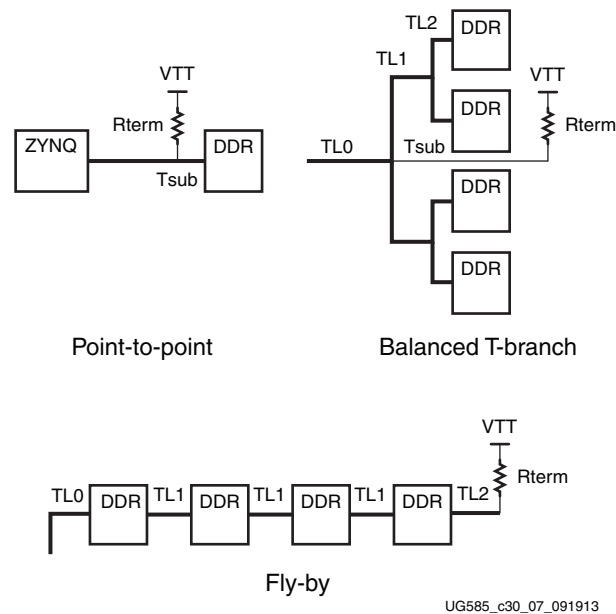 VTT
Rterm
ZYNQ
DDR
Tsub
Point-to-point
TL2
DDR
TL1
DDR
VTT
Rterm
TL0
Tsub
DDR
DDR
Balanced T-branch
VTT
Rterm
TL0
DDR
TL1
DDR
TL1
DDR
TL1
DDR
TL2
Fly-by
UG585_c30_07_091913